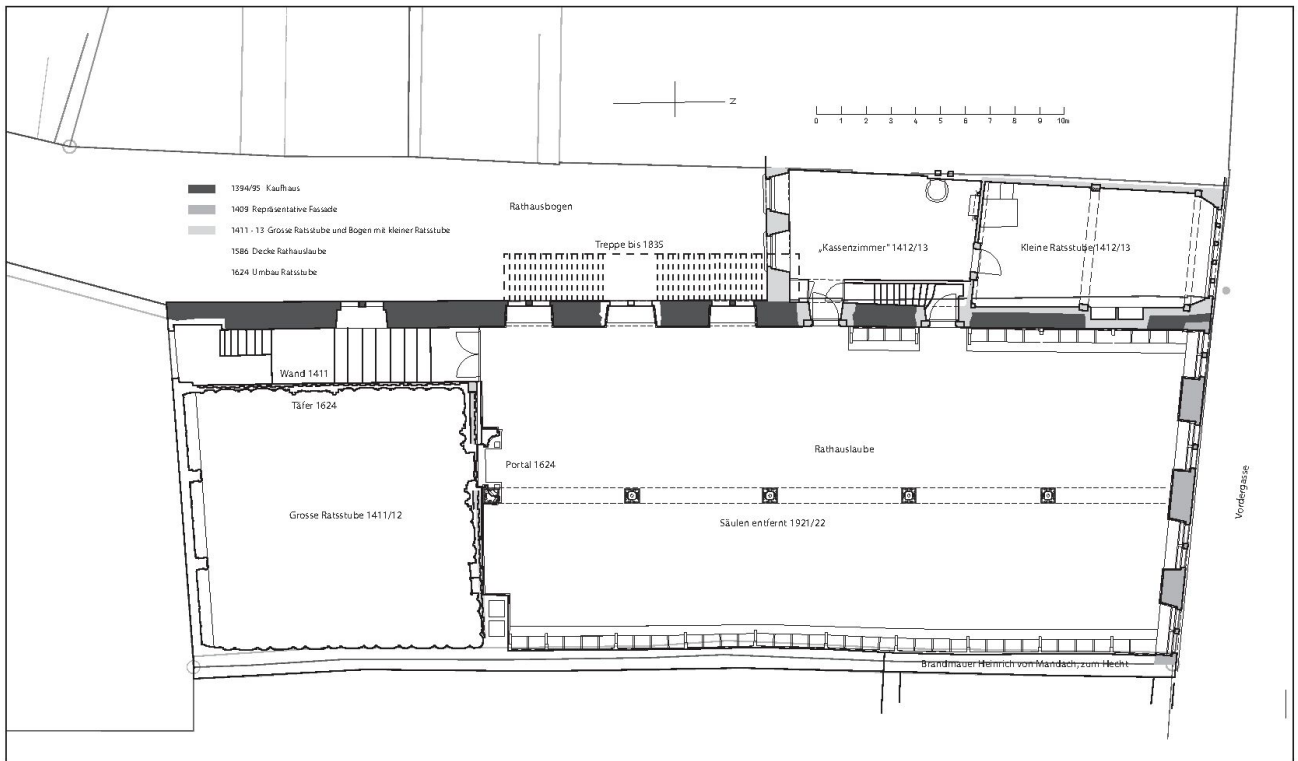 N
0 1 2 3 4 5 6 7 8 9 10m
1394/95 Kaufhaus
1409 Repräsentative Fassade
1411 - 13 Grosse Ratsstube und Bogen mit kleiner Ratsstube
1586 Decke Rathauslaube
1624 Umbau Ratsstube
Rathausbogen
Treppe bis 1835
„Kassenzimmer" 1412/13
Kleine Ratsstube 1412/13
Wand 1411
Täfer 1624
Portal 1624
Rathauslaube
Grosse Ratsstube 1411/12
Säulen entfernt 1921/22
Vordergasse
Brandmauer Heinrich von Mandach, zum Hecht